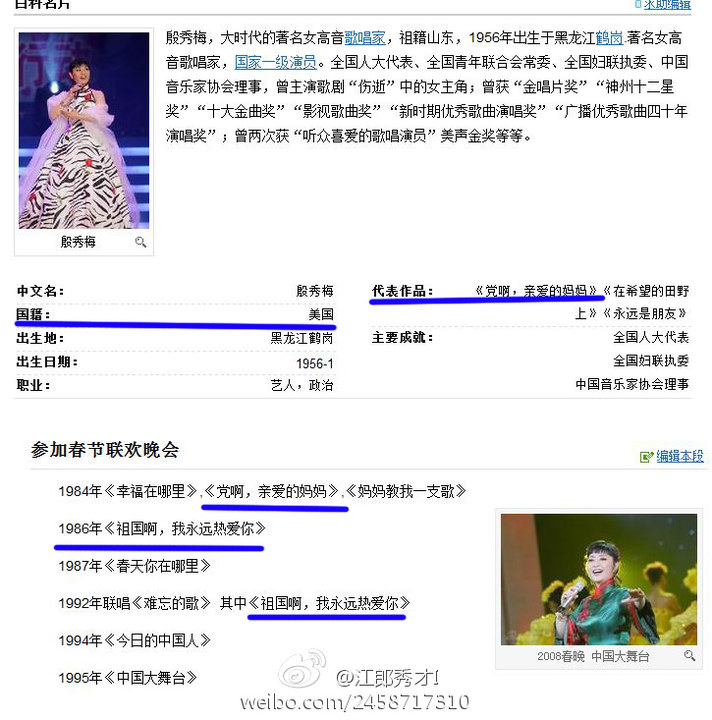 百科名片
求助编辑
殷秀梅，大时代的著名女高音歌唱家，祖籍山东，1956年出生于黑龙江鹤岗.著名女高
音歌唱家，国家一级演员。全国人大代表、全国青年联合会常委、全国妇联执委、中国
音乐家协会理事，曾主演歌剧“伤逝”中的女主角；曾获“金唱片奖”“神州十二星
奖”“十大金曲奖”“影视歌曲奖”“新时期优秀歌曲演唱奖”“广播优秀歌曲四十年
演唱奖”；曾两次获“听众喜爱的歌唱演员”美声金奖等等。
殷秀梅
中文名： 殷秀梅
国籍： 美国
出生地： 黑龙江鹤岗
出生日期： 1956-1
职业： 艺人，政治
代表作品： 《党啊，亲爱的妈妈》《在希望的田野
上》《永远是朋友》
主要成就： 全国人大代表
全国妇联执委
中国音乐家协会理事
参加春节联欢晚会
编辑本段
1984年《幸福在哪里》,《党啊，亲爱的妈妈》,《妈妈教我一支歌》
1986年《祖国啊，我永远热爱你》
1987年《春天你在哪里》
1992年联唱《难忘的歌》 其中《祖国啊，我永远热爱你》
1994年《今日的中国人》
1995年《中国大舞台》
2008春晚 中国大舞台
@江郎秀才!
weibo.com/2458717310